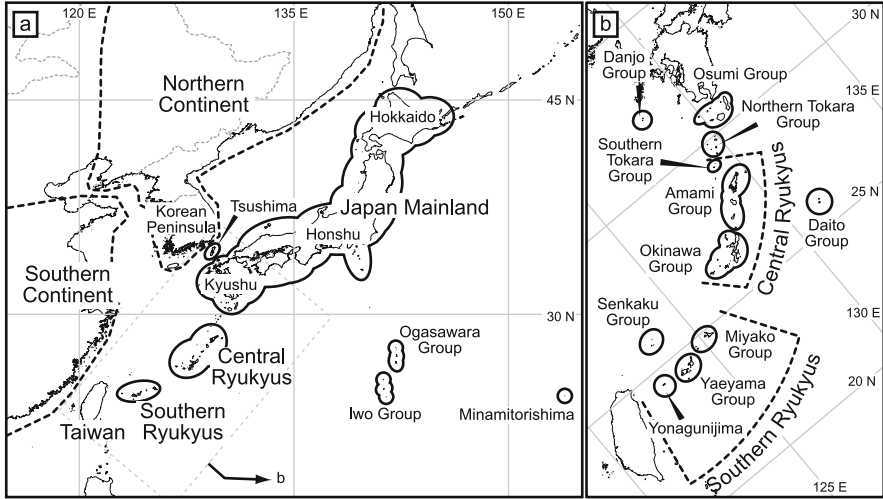 a
120 E
135 E
150 E
Northern
Continent
45 N
Hokkaido
Korean
Peninsula
Tsushima
Japan Mainland
Honshu
Southern
Continent
Kyushu
30 N
Central
Ryukyus
Ogasawara
Group
Taiwan
Southern
Ryukyus
Iwo Group
Minamitorishima
b
b
30 N
Danjo
Group
Osumi Group
135 E
Northern Tokara
Group
Southern
Tokara
Group
Amami
Group
Central Ryukyus
25 N
Daito
Group
Okinawa
Group
Senkaku
Group
130 E
Miyako
Group
Yaeyama
Group
20 N
Yonagunijima
Southern Ryukyus
125 E